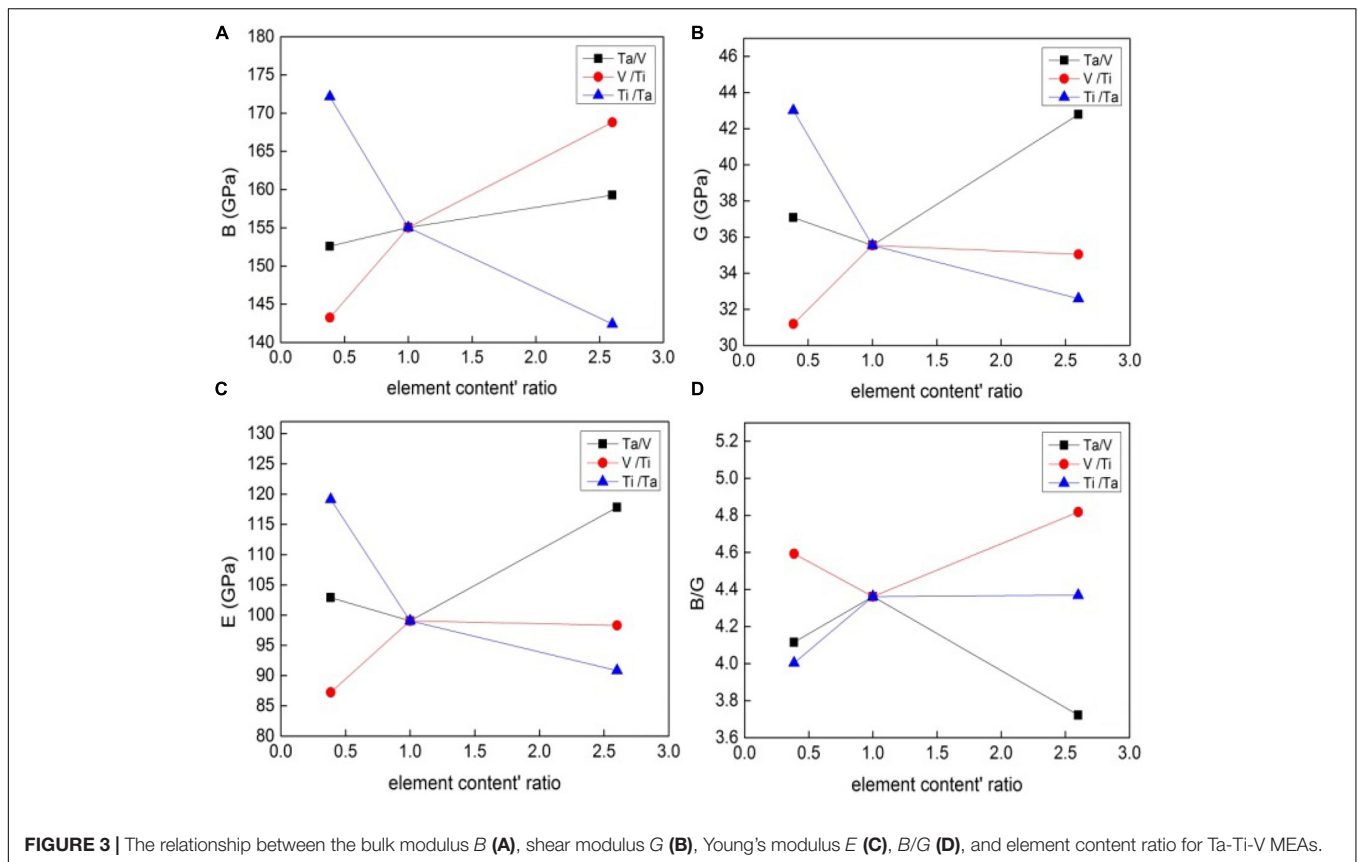 A
180
175
170
165
160
155
150
145
140
B (GPa)
Ta/V
V /Ti
Ti /Ta
0.0 0.5 1.0 1.5 2.0 2.5 3.0
element content' ratio
B
46
44
42
40
38
36
34
32
30
G (GPa)
Ta/V
V /Ti
Ti /Ta
0.0 0.5 1.0 1.5 2.0 2.5 3.0
element content' ratio
C
130
125
120
115
110
105
100
95
90
85
80
E (GPa)
Ta/V
V /Ti
Ti /Ta
0.0 0.5 1.0 1.5 2.0 2.5 3.0
element content' ratio
D
5.2
5.0
4.8
4.6
4.4
4.2
4.0
3.8
3.6
B/G
Ta/V
V /Ti
Ti /Ta
0.0 0.5 1.0 1.5 2.0 2.5 3.0
element content' ratio
FIGURE 3 | The relationship between the bulk modulus B (A), shear modulus G (B), Young's modulus E (C), B/G (D), and element content ratio for Ta-Ti-V MEAs.